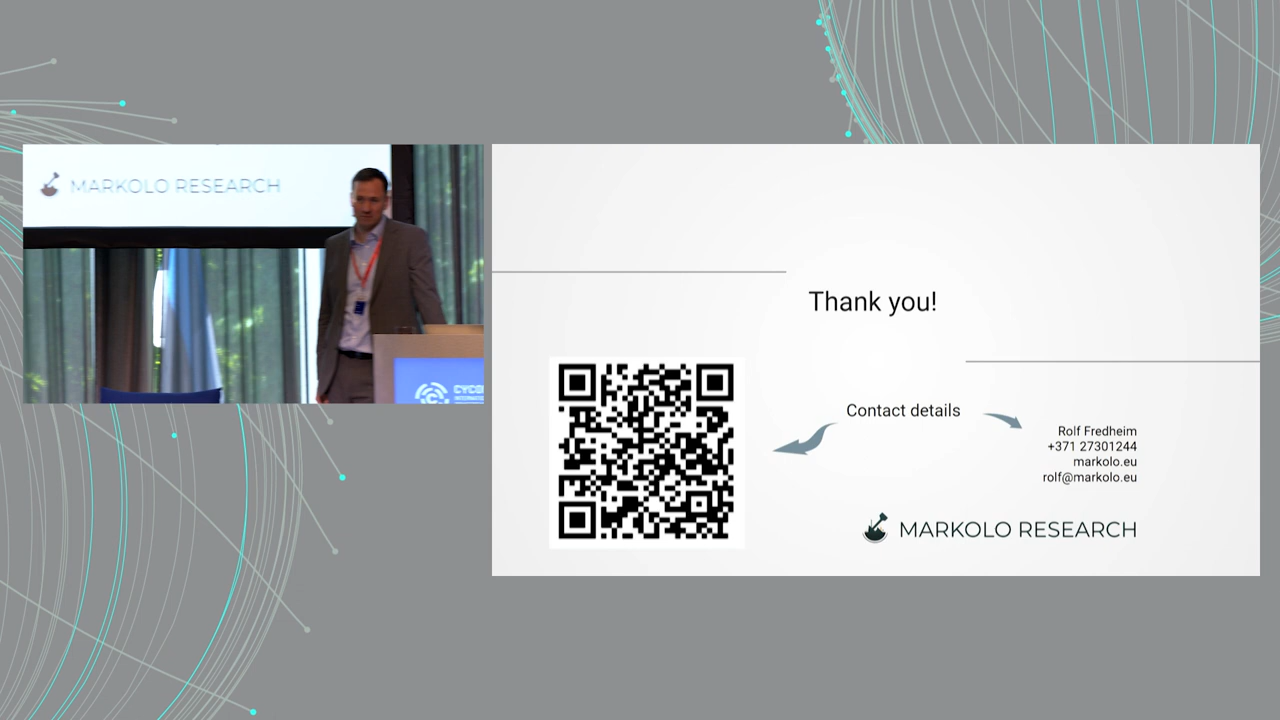 MARKOLO RESEARCH
Thank you!
Contact details
Rolf Fredheim
+371 27301244
markolo.eu
rolf@markolo.eu
MARKOLO RESEARCH